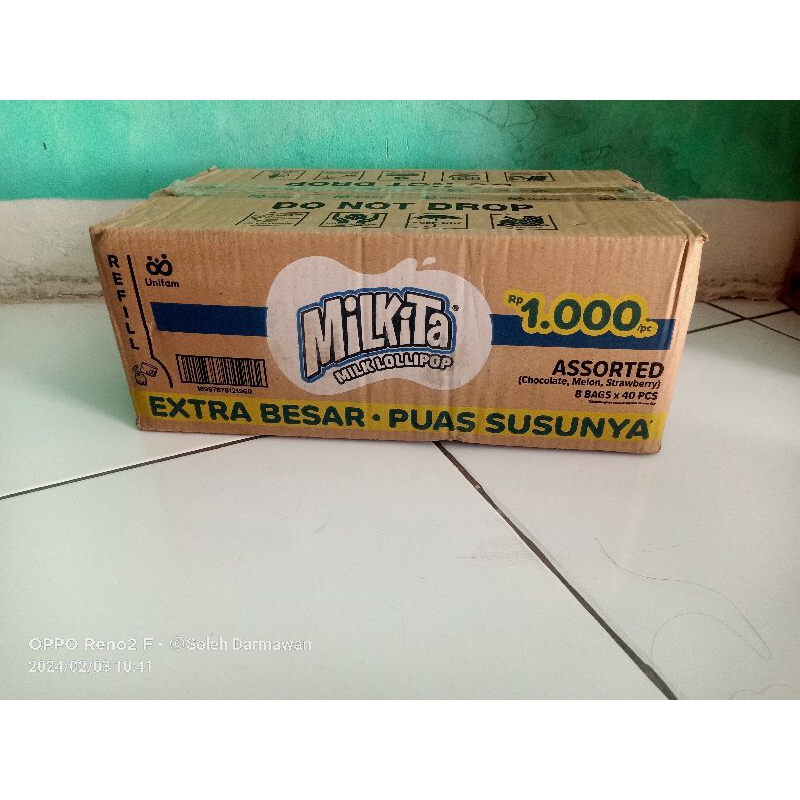 DO NOT DROP
REFILL
Unifam
MiLKiTa®
MILK LOLLIPOP
Rp 1.000/pc
ASSORTED
(Chocolate, Melon, Strawberry)
8 BAGS x 40 PCS
EXTRA BESAR • PUAS SUSUNYA
OPPO Reno2 F • ©Soleh Darmawan
2024/02/03 10:41